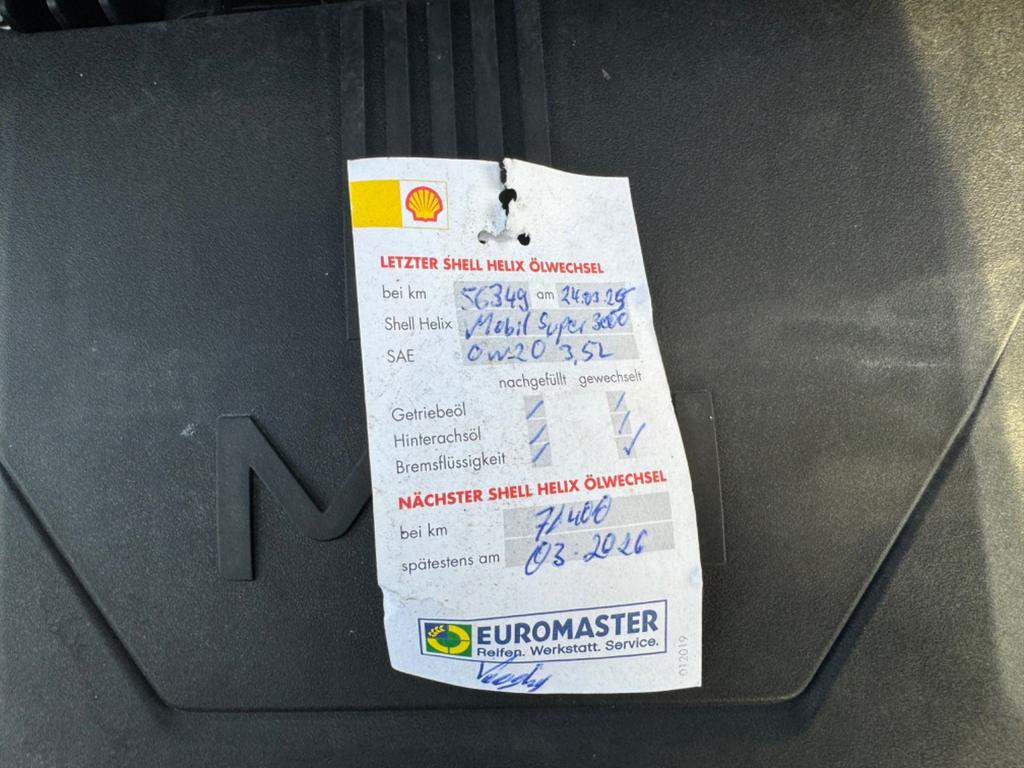 LETZTER SHELL HELIX ÖLWECHSEL
bei km 56349 am 24.03.25
Shell Helix Mobil Super 3000
SAE 0W-20 3,5L
nachgefüllt gewechselt
Getriebeöl / /
Hinterachsöl / /
Bremsflüssigkeit / ✓
NÄCHSTER SHELL HELIX ÖLWECHSEL
bei km 71400
spätestens am 03.2026
EUROMASTER
Reifen. Werkstatt. Service.
012019